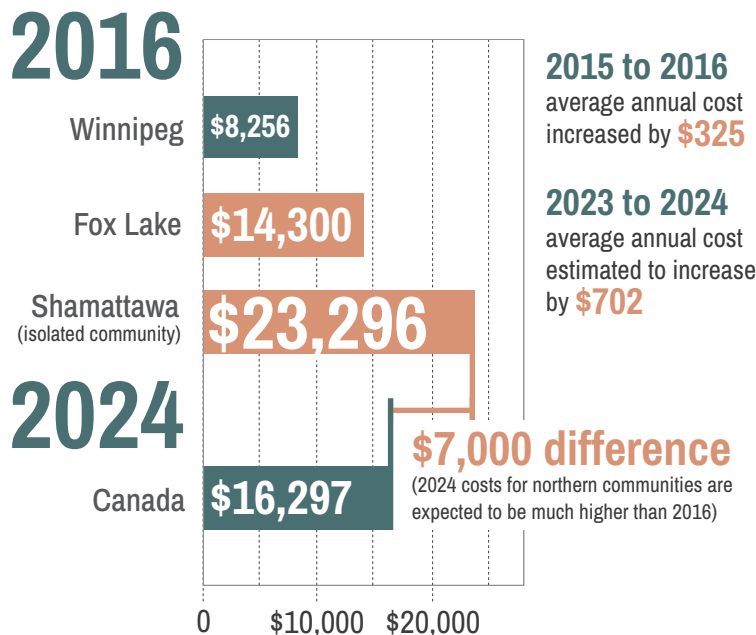 2016
Winnipeg
$8,256
Fox Lake
$14,300
Shamattawa
(isolated community)
$23,296
2024
Canada
$16,297
$7,000 difference
(2024 costs for northern communities are
expected to be much higher than 2016)
0 $10,000 $20,000
2015 to 2016
average annual cost
increased by $325
2023 to 2024
average annual cost
estimated to increase
by $702